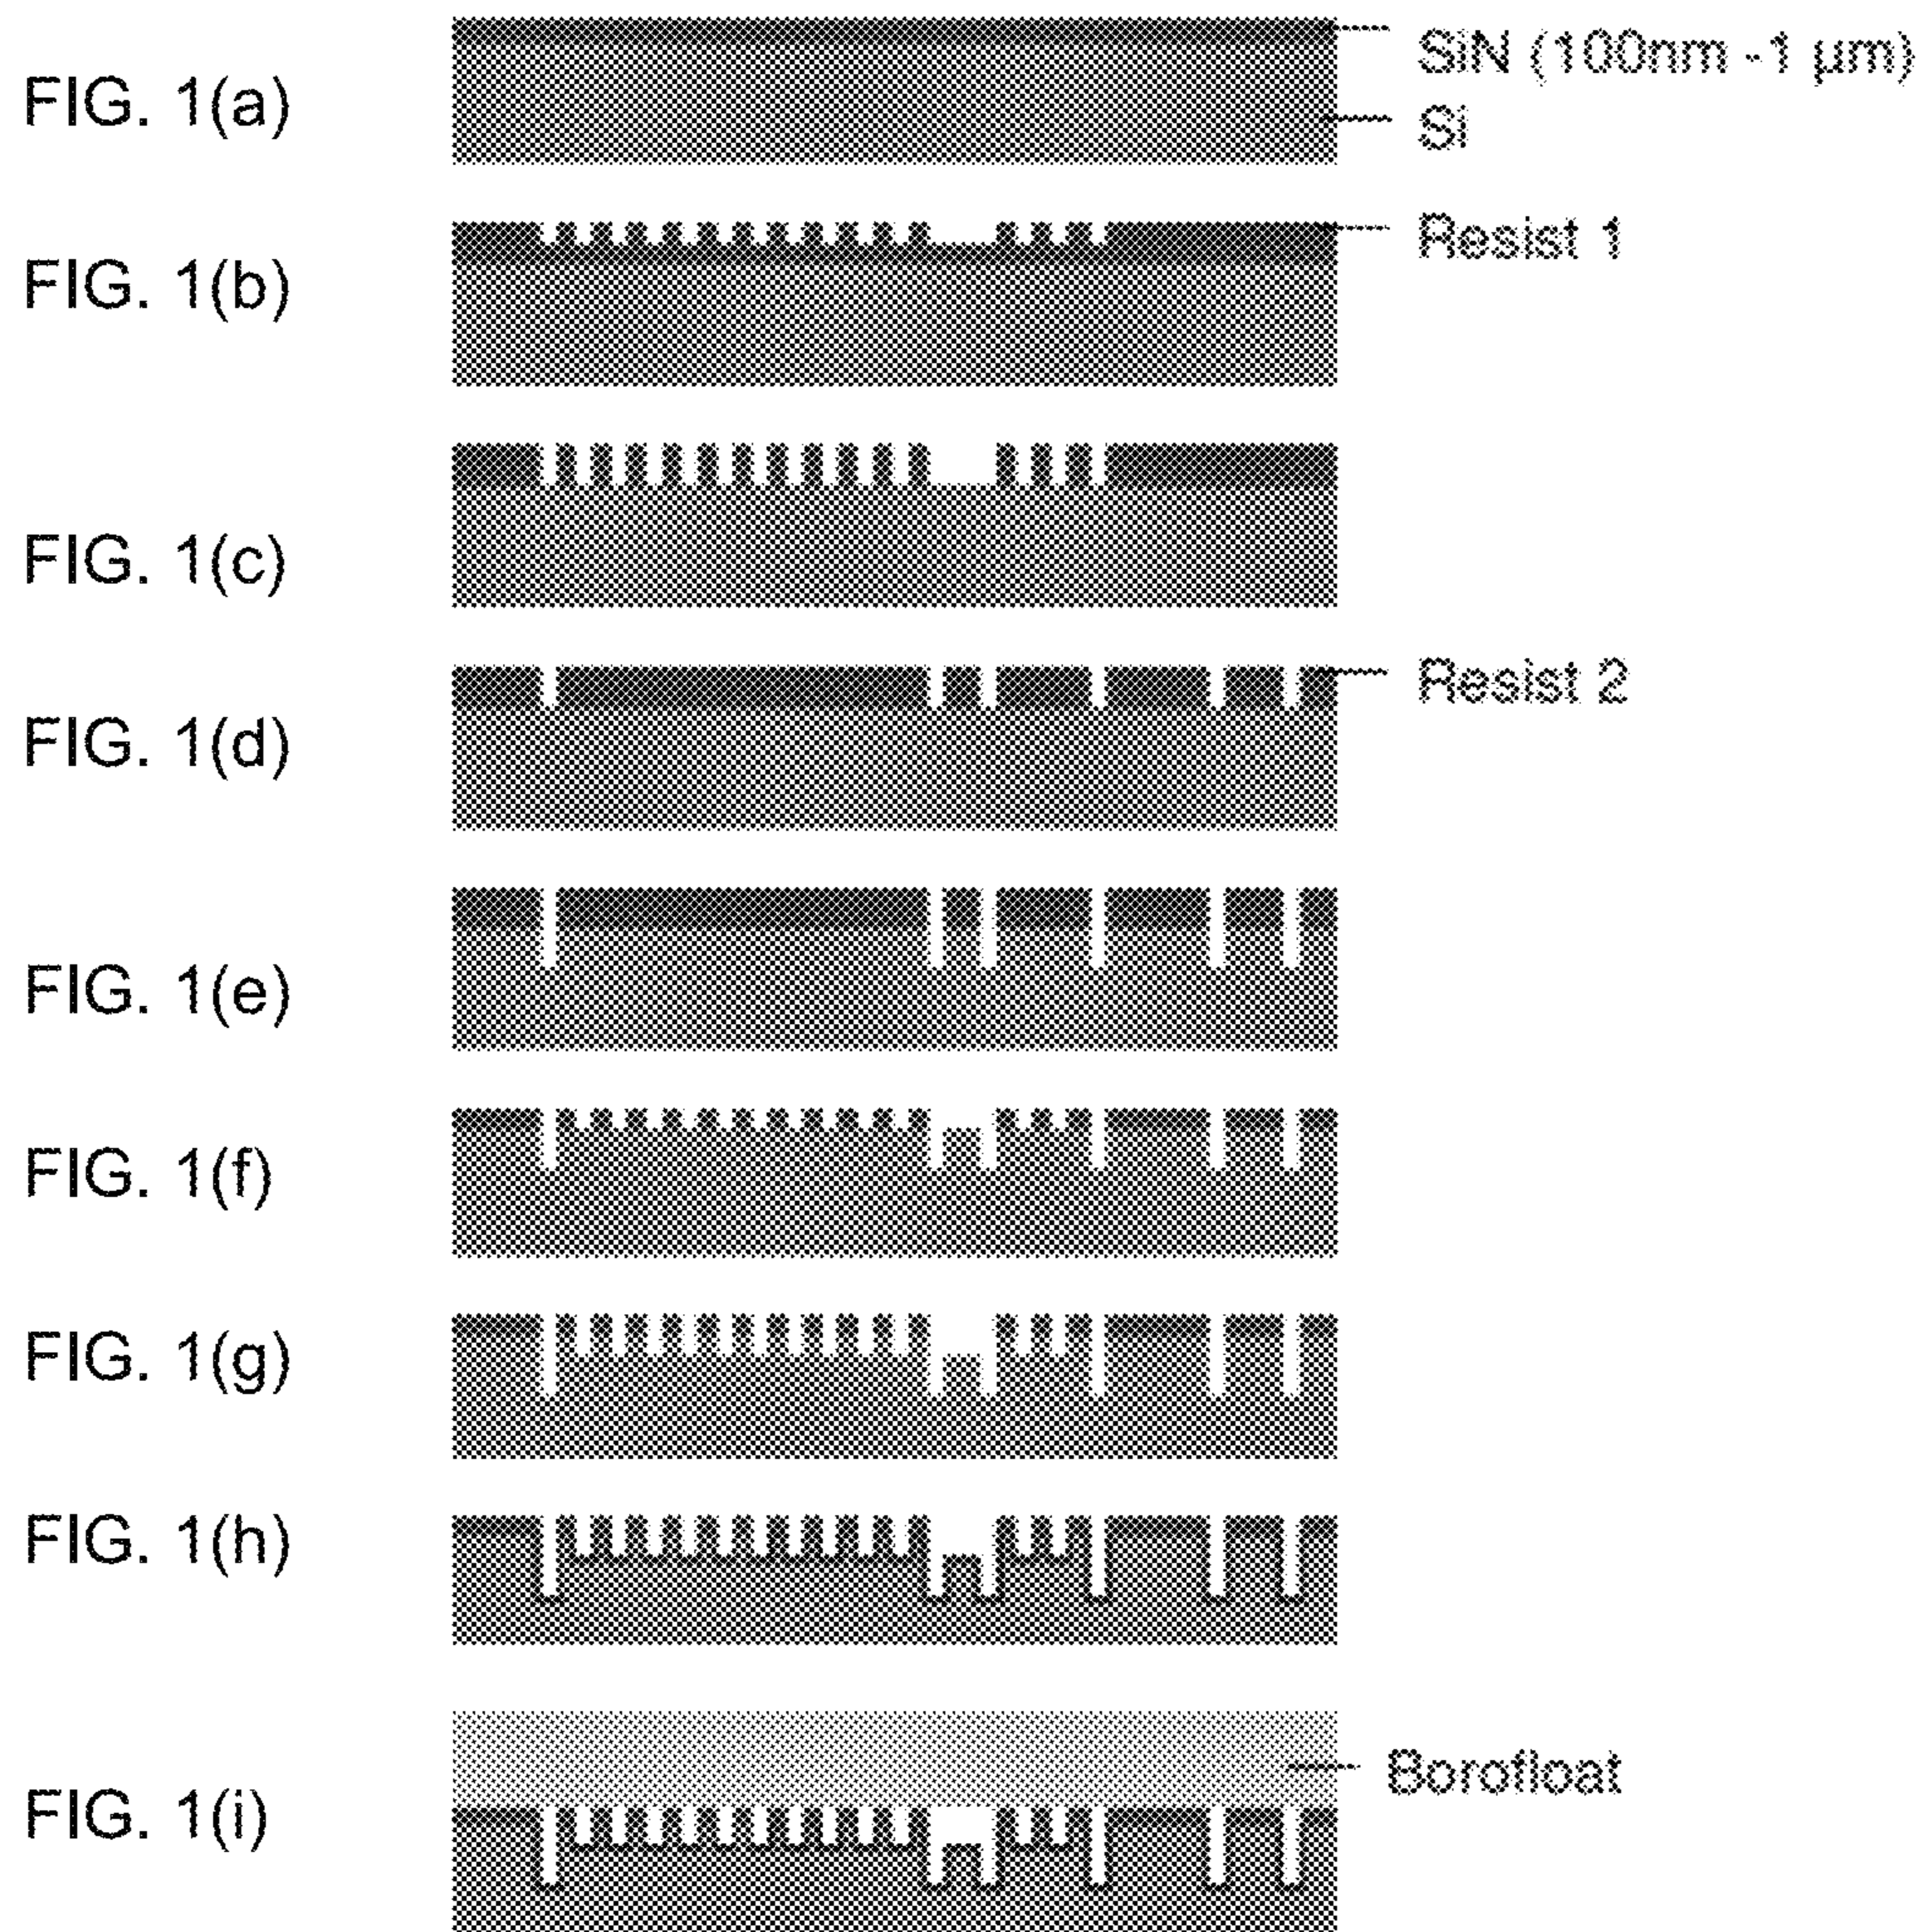 FIG. 1(a)
SiN (100nm -1 µm)
Si
FIG. 1(b)
Resist 1
FIG. 1(c)
FIG. 1(d)
Resist 2
FIG. 1(e)
FIG. 1(f)
FIG. 1(g)
FIG. 1(h)
FIG. 1(i)
Borofloat